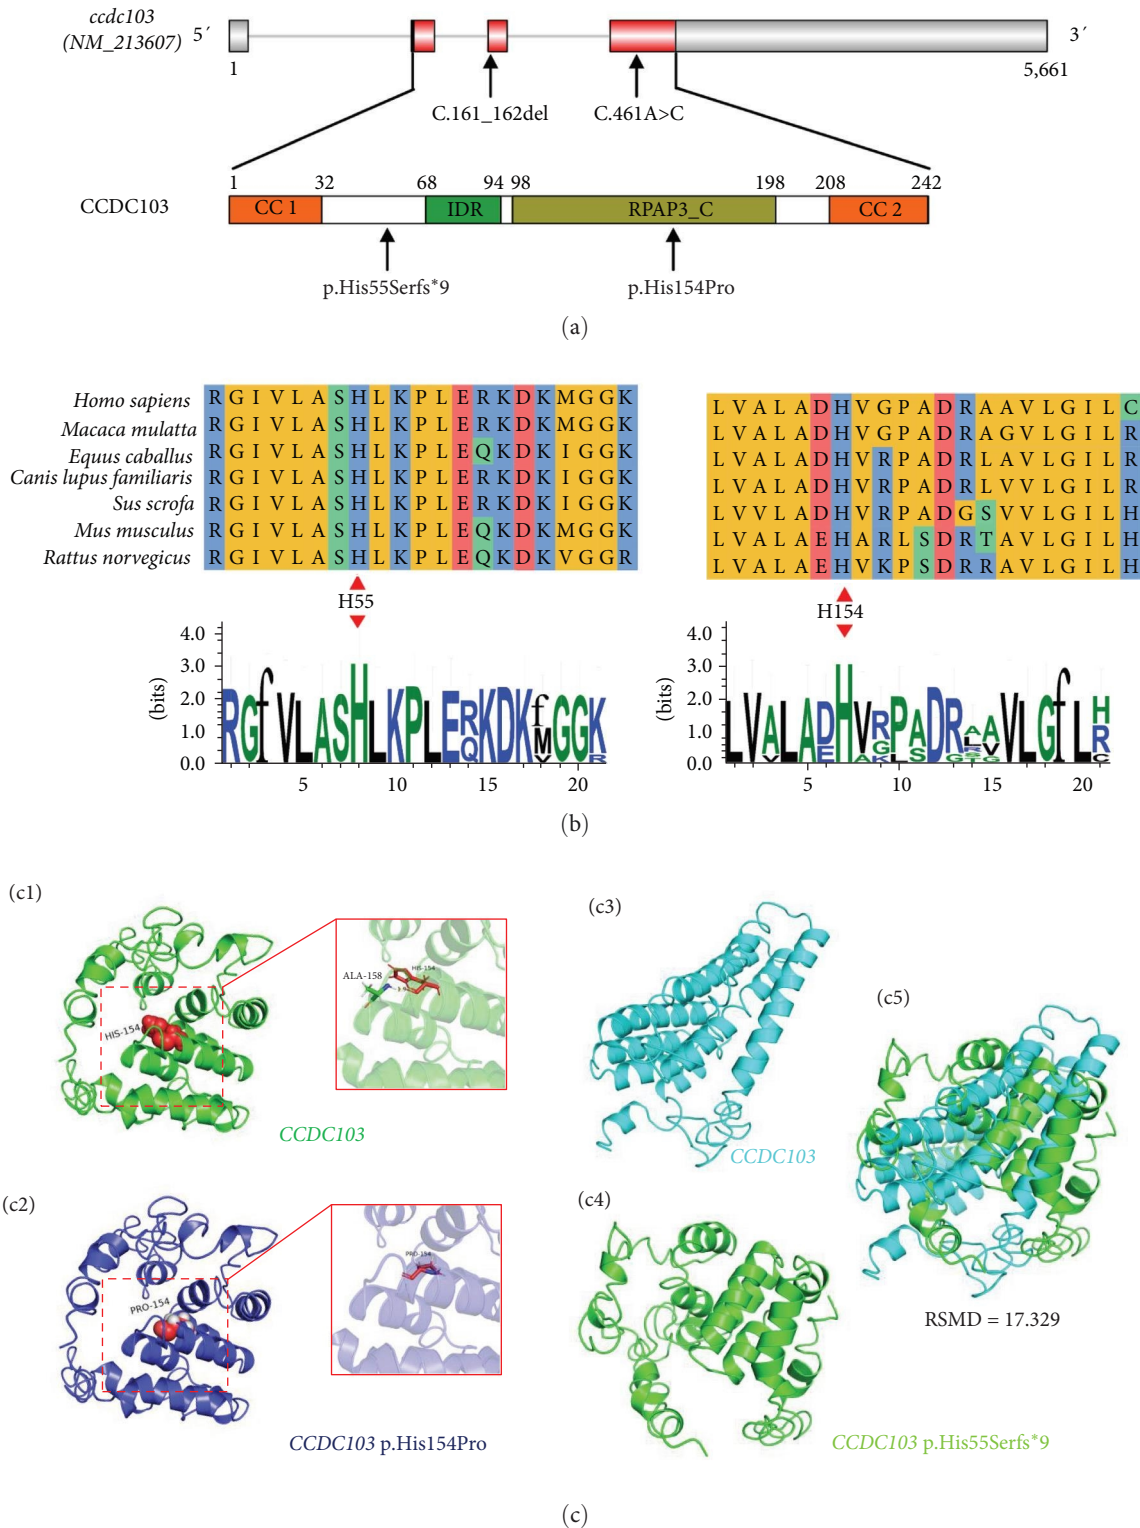 (a)
ccdc103
(NM_213607)
5´
3´
1
5,661
C.161_162del
C.461A>C
1 32 68 94 98 198 208 242
CCDC103
CC 1
IDR
RPAP3_C
CC 2
p.His55Serfs*9
p.His154Pro
(a)
Homo sapiens
Macaca mulatta
Equus caballus
Canis lupus familiaris
Sus scrofa
Mus musculus
Rattus norvegicus
R G I V L A S H L K P L E R K D K M G G K
R G I V L A S H L K P L E R K D K M G G K
R G I V L A S H L K P L E Q K D K I G G K
R G I V L A S H L K P L E R K D K I G G K
R G I V L A S H L K P L E R K D K I G G K
R G I V L A S H L K P L E Q K D K M G G K
R G I V L A S H L K P L E Q K D K V G G R
L V A L A D H V G P A D R A A V L G I L C
L V A L A D H V G P A D R A G V L G I L R
L V A L A D H V R P A D R L A V L G I L R
L V A L A D H V R P A D R L V V L G I L R
L V V L A D H V R P A D G S V V L G I L H
L V A L A E H A R L S D R T A V L G I L H
L V A L A E H V K P S D R R A V L G I L H
H55
H154
4.0
3.0
2.0
1.0
0.0
(bits)
5 10 15 20
4.0
3.0
2.0
1.0
0.0
(bits)
5 10 15 20
(b)
(c1)
HIS-154
ALA-158
HIS-154
CCDC103
(c2)
PRO-154
PRO-154
CCDC103 p.His154Pro
(c3)
CCDC103
(c4)
CCDC103 p.His55Serfs*9
(c5)
RSMD = 17.329
(c)